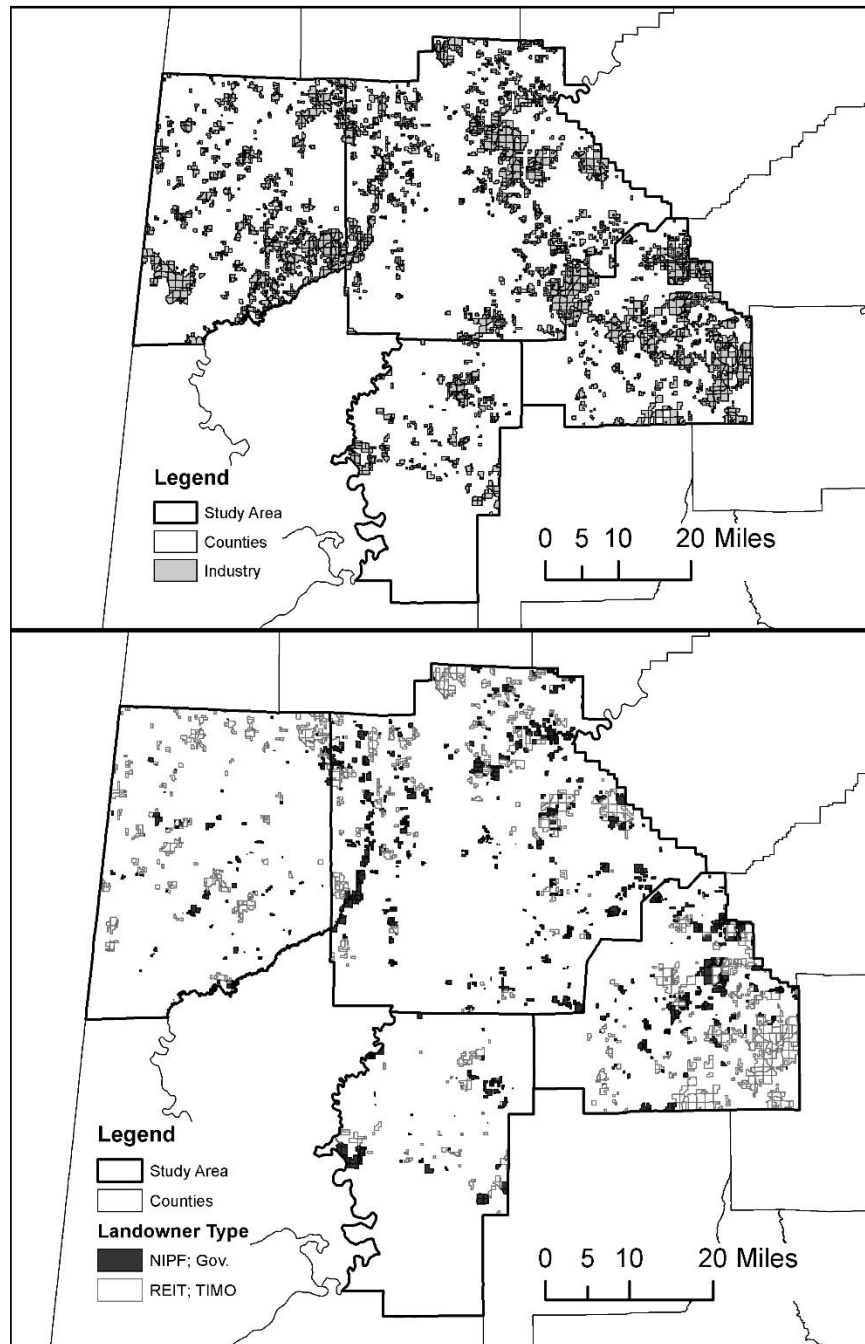 Legend
Study Area
Counties
Industry
0 5 10 20 Miles
Legend
Study Area
Counties
Landowner Type
NIPF; Gov.
REIT; TIMO
0 5 10 20 Miles